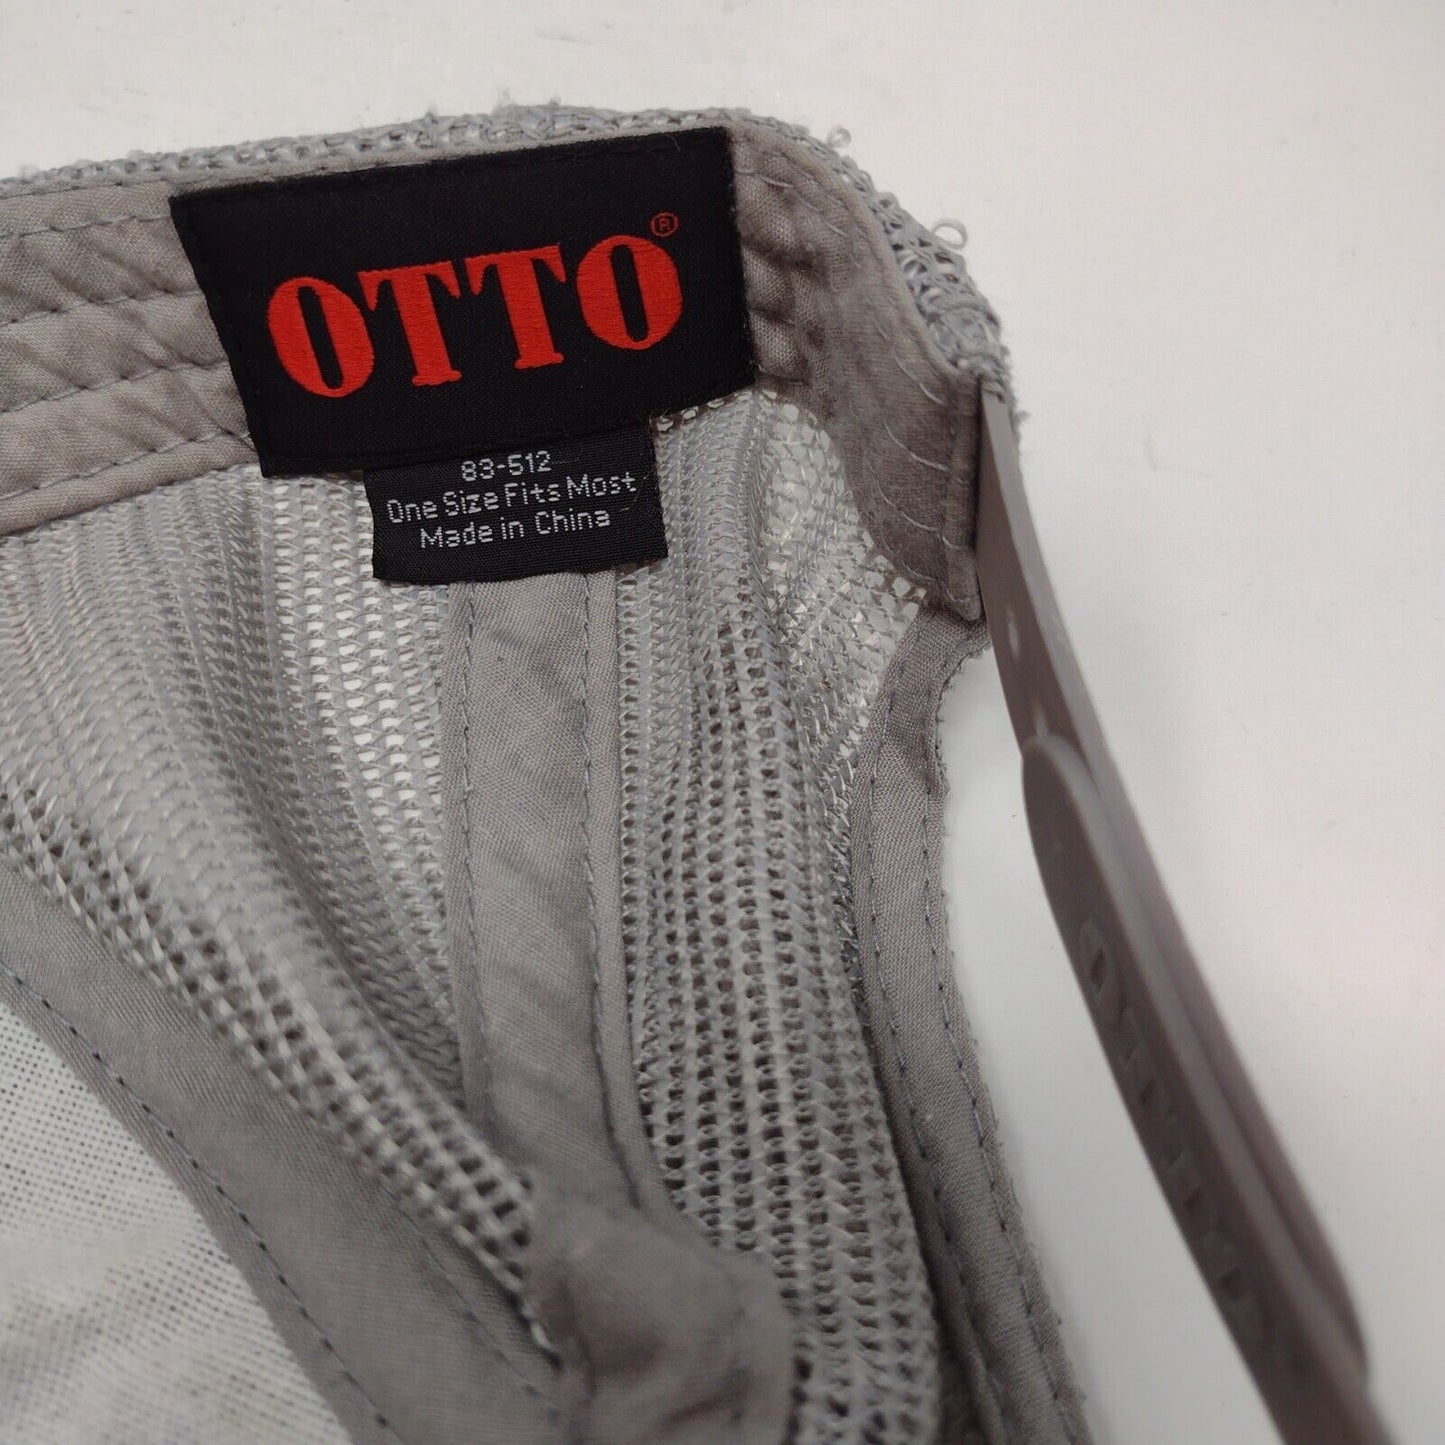 OTTO®
83-512
One Size Fits Most
Made in China